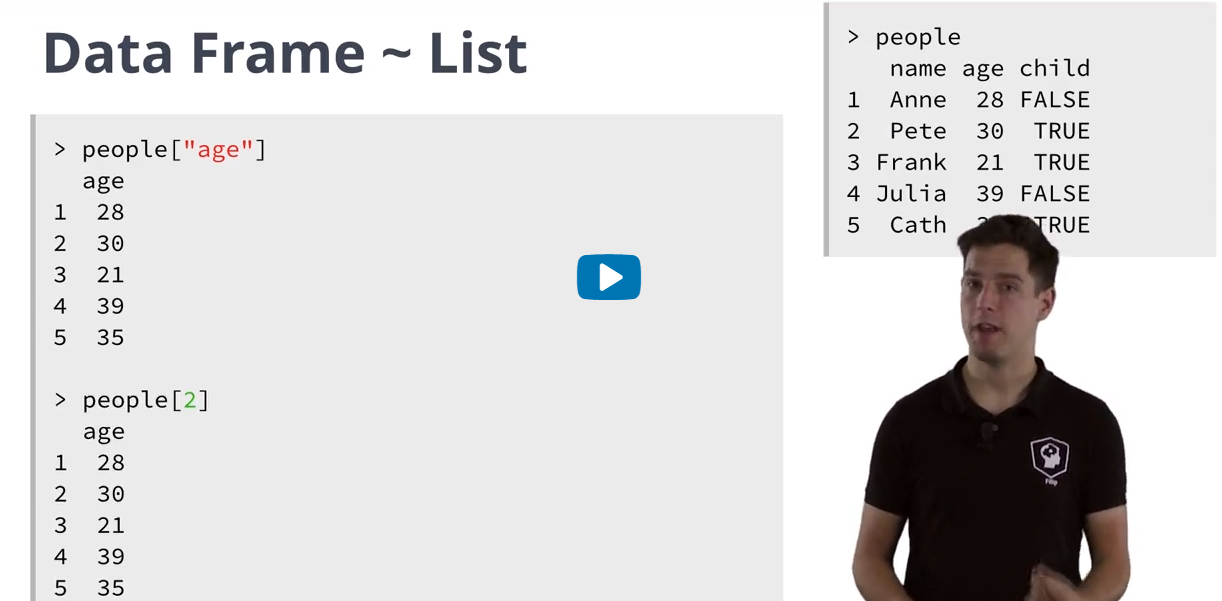 Data Frame ~ List
> people["age"]
  age
1  28
2  30
3  21
4  39
5  35
> people[2]
  age
1  28
2  30
3  21
4  39
5  35
> people
   name age child
1  Anne  28 FALSE
2  Pete  30  TRUE
3 Frank  21  TRUE
4 Julia  39 FALSE
5  Cath TRUE
Filip